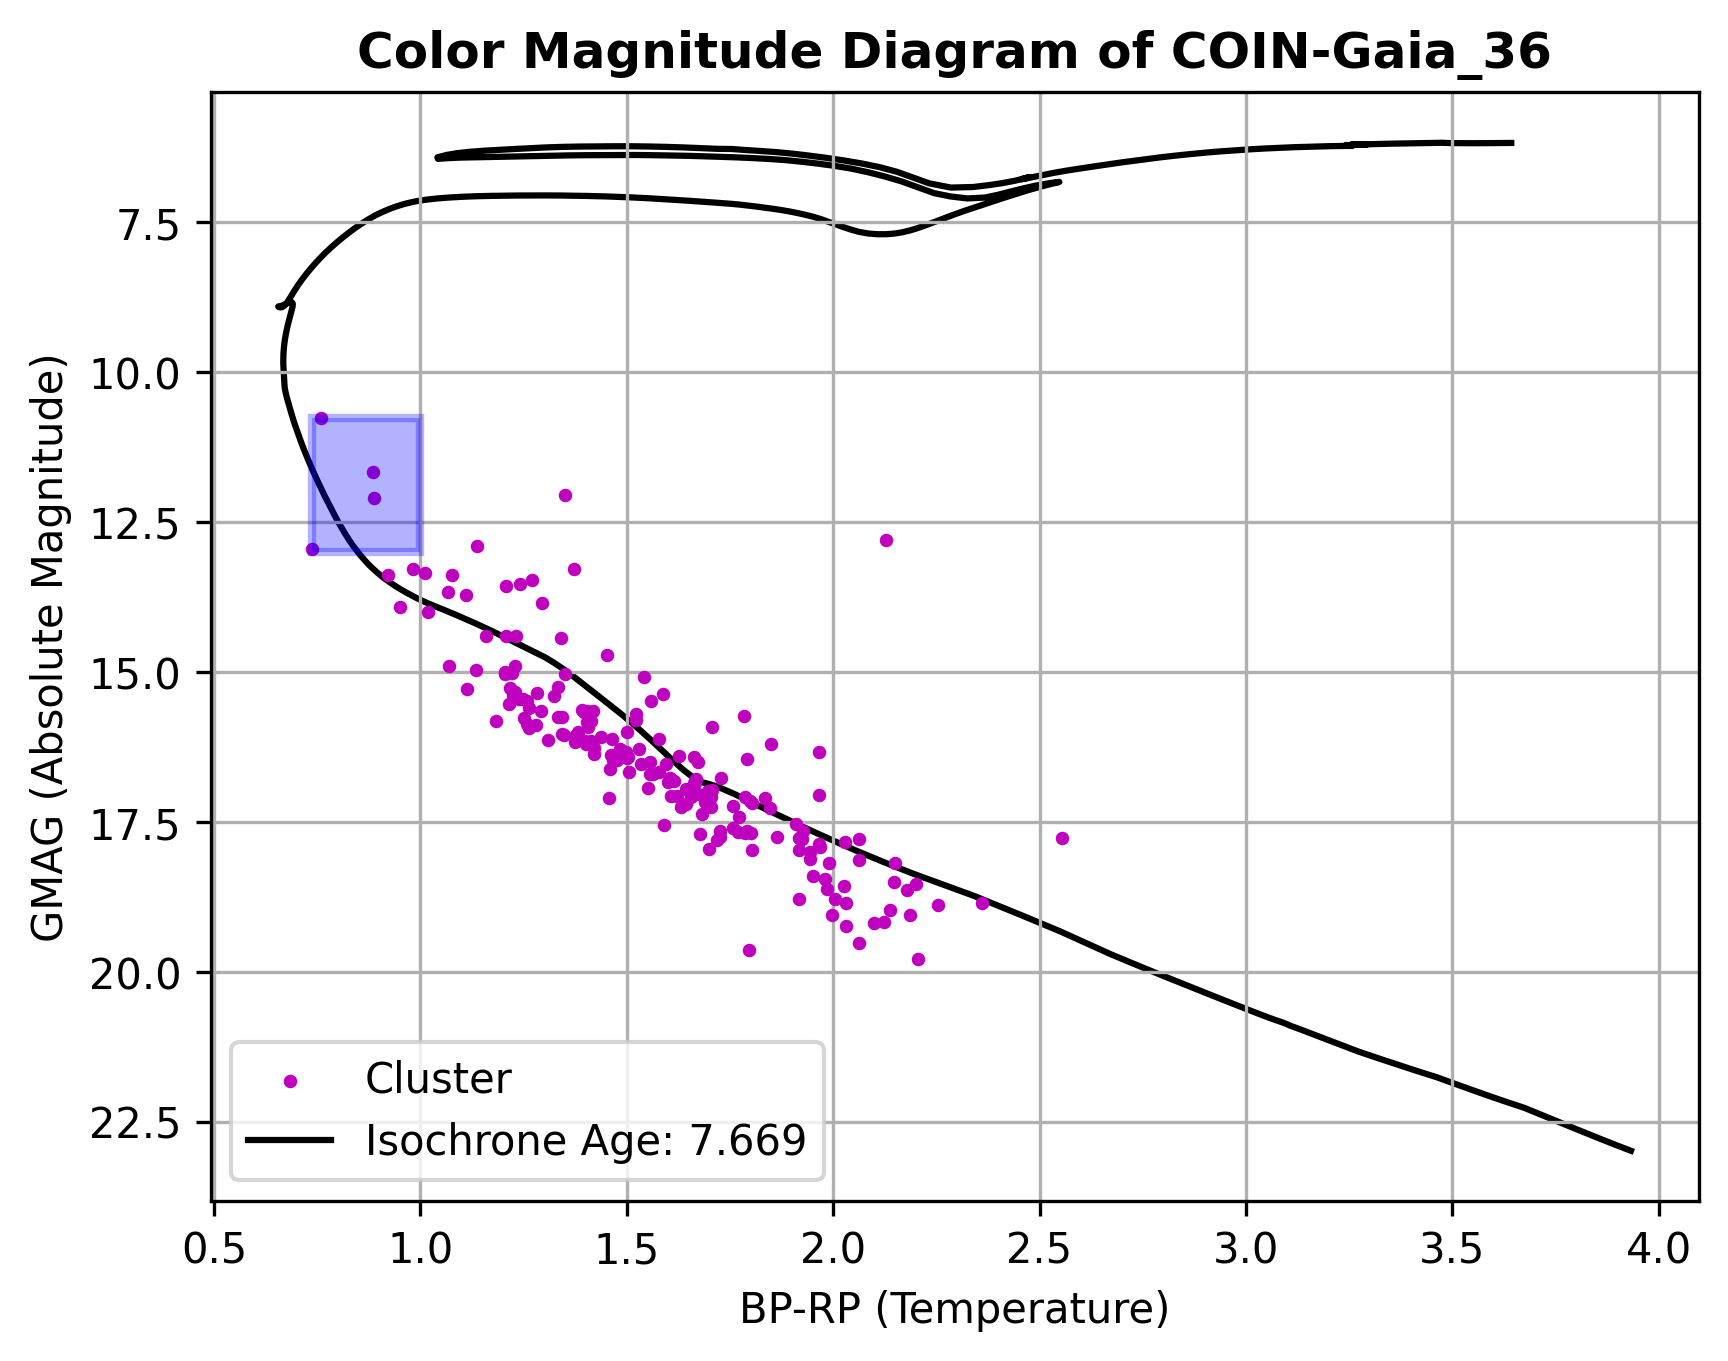 Color Magnitude Diagram of COIN-Gaia_36
GMAG (Absolute Magnitude)
7.5
10.0
12.5
15.0
17.5
20.0
22.5
Cluster
Isochrone Age: 7.669
0.5 1.0 1.5 2.0 2.5 3.0 3.5 4.0
BP-RP (Temperature)